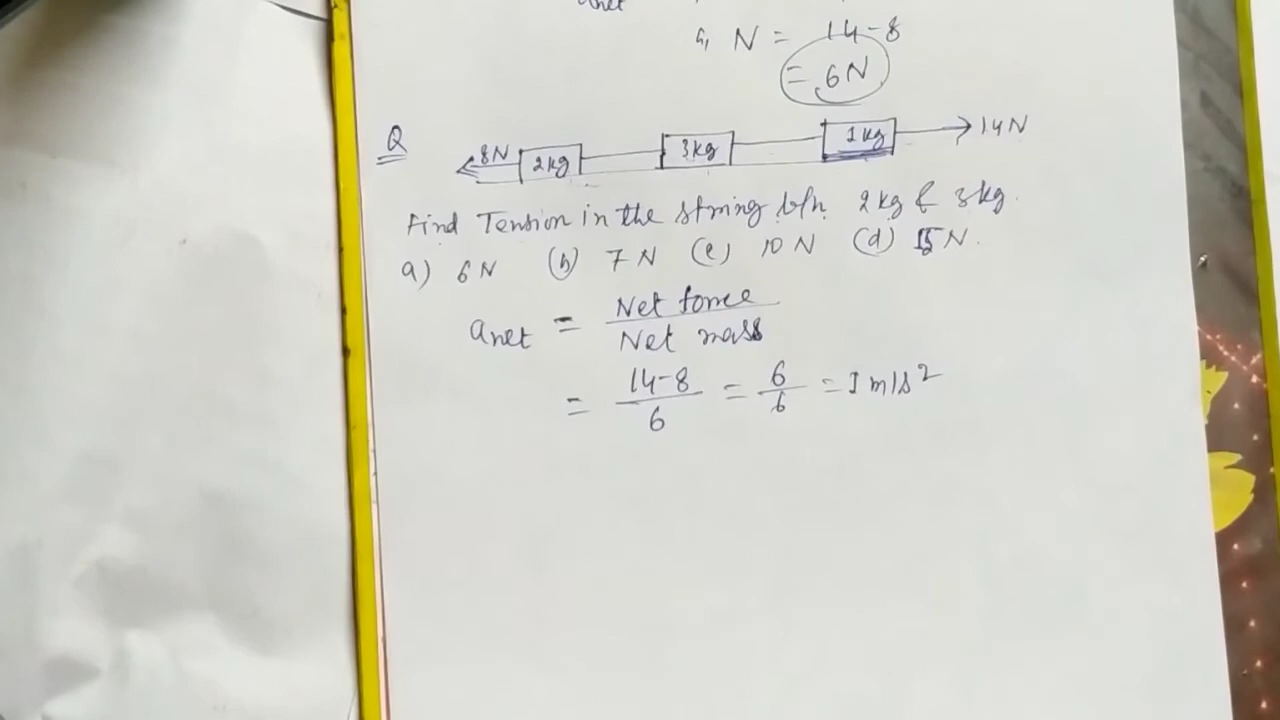 N = 14-8
= 6N
Q 8N 2kg 3kg 1kg 14N
Find Tension in the string b/n 2kg & 3kg.
a) 6N (b) 7N (c) 10N (d) 15N.
anet = Net force / Net mass
= 14-8 / 6 = 6 / 6 = 1 m/s²